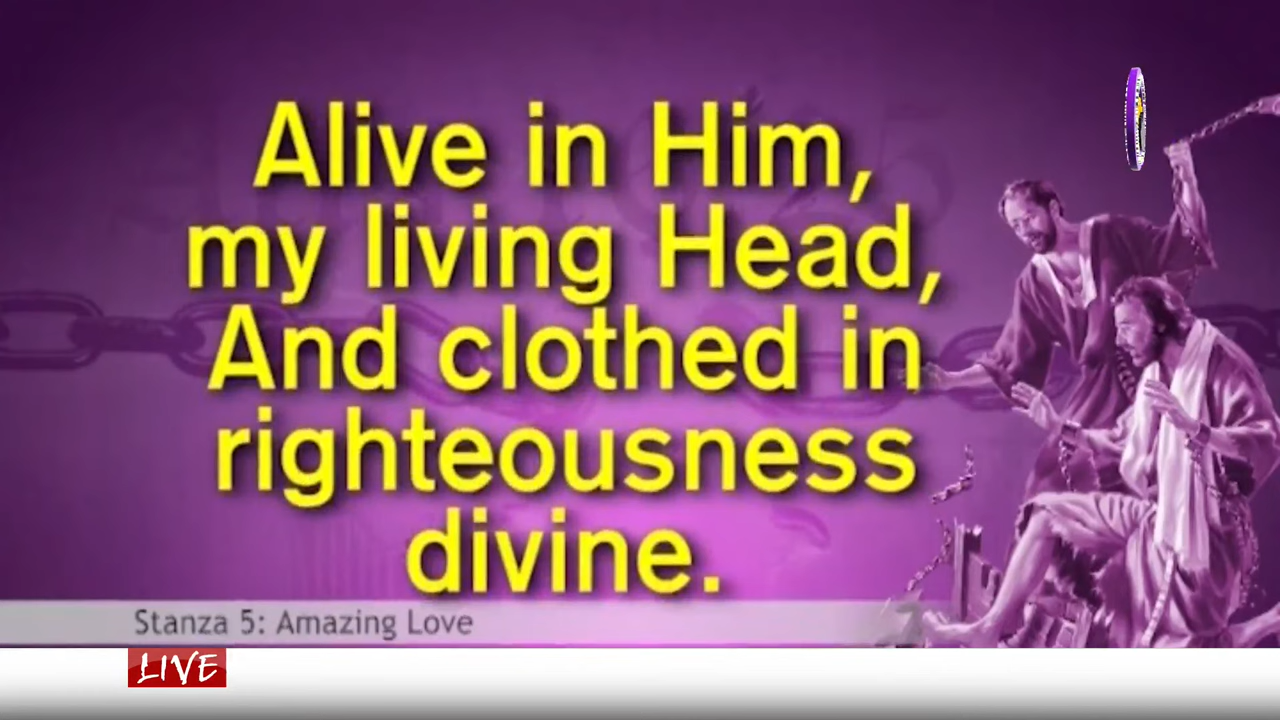 Alive in Him,
my living Head,
And clothed in
righteousness
divine.
Stanza 5: Amazing Love
LIVE